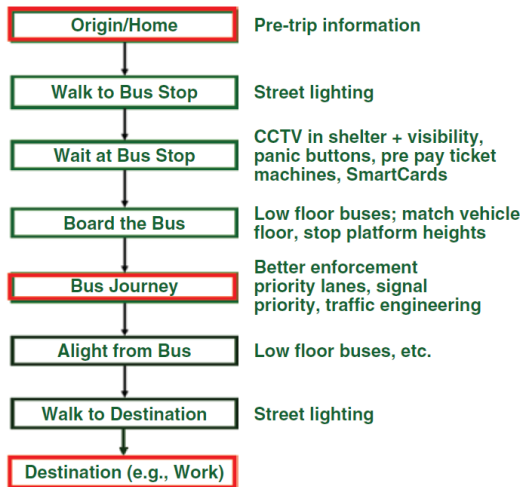 Origin/Home
Pre-trip information
Walk to Bus Stop
Street lighting
Wait at Bus Stop
CCTV in shelter + visibility,
panic buttons, pre pay ticket
machines, SmartCards
Board the Bus
Low floor buses; match vehicle
floor, stop platform heights
Bus Journey
Better enforcement
priority lanes, signal
priority, traffic engineering
Alight from Bus
Low floor buses, etc.
Walk to Destination
Street lighting
Destination (e.g., Work)